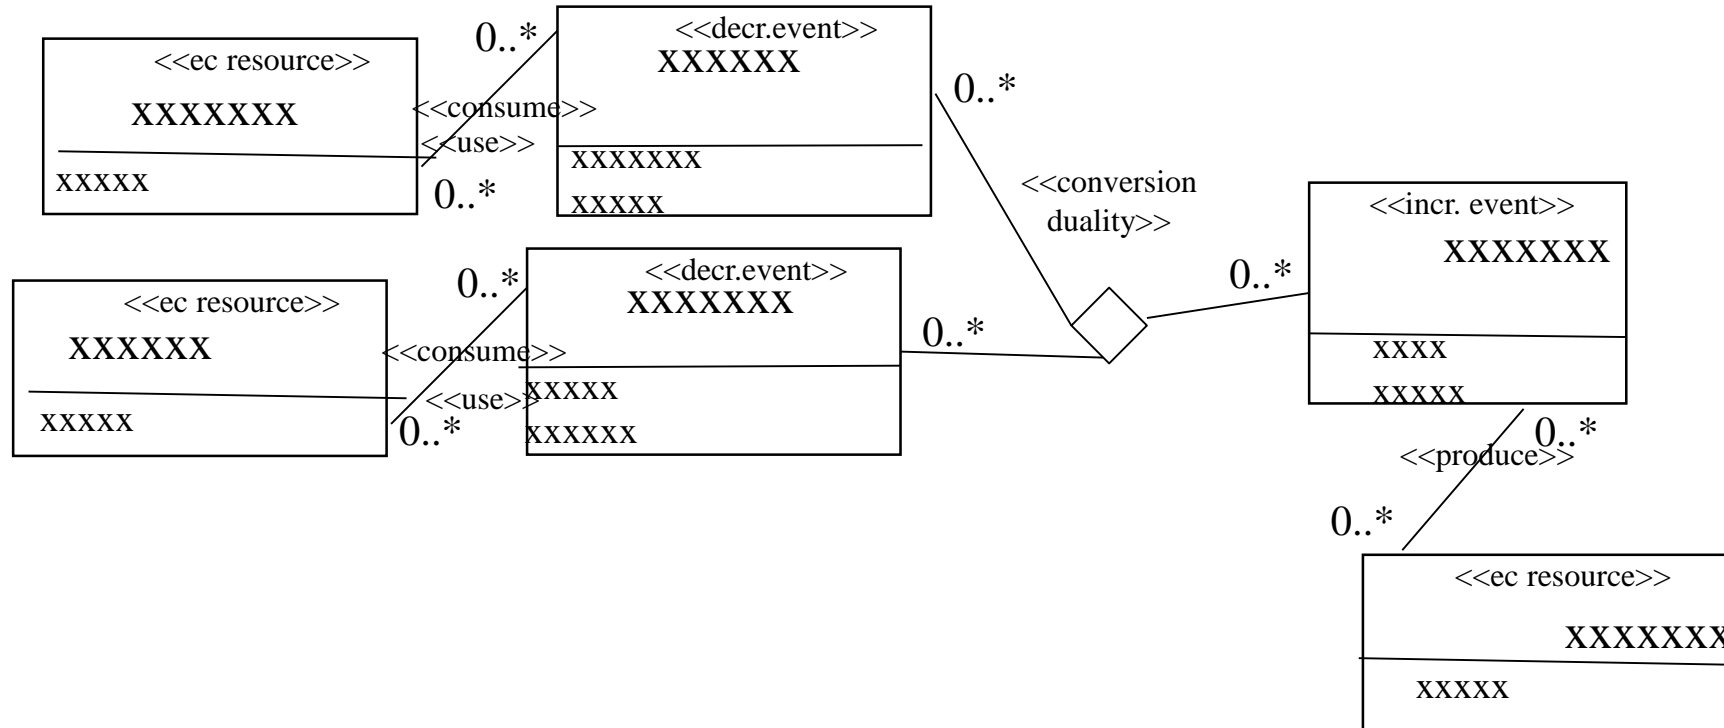 <<ec resource>>
xxxxxxx
xxxxx
0..*
<<consume>>
<<use>>
0..*
<<decr.event>>
xxxxxx
xxxxxxx
xxxxx
0..*
<<conversion
duality>>
<<ec resource>>
xxxxxx
xxxxx
0..*
<<consume>>
<<use>>
0..*
<<decr.event>>
xxxxxxx
xxxxx
xxxxxx
0..*
0..*
<<incr. event>>
xxxxxxx
xxxx
xxxxx
0..*
<<produce>>
0..*
<<ec resource>>
xxxxxxx
xxxxx